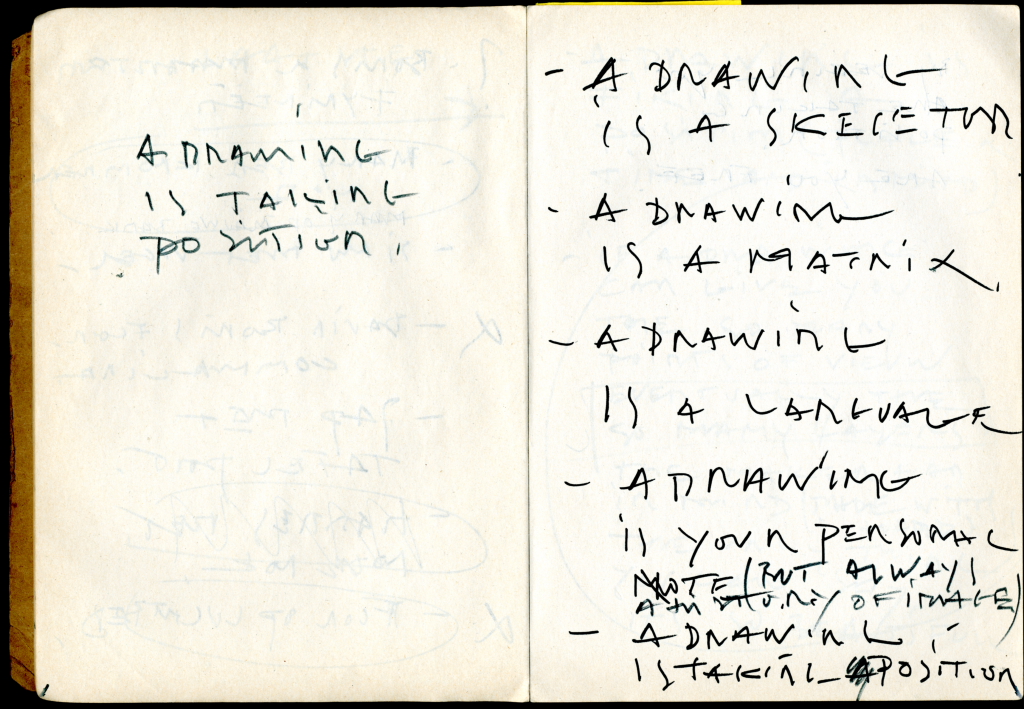 A DRAWING
IS TAKING
POSITION.
- A DRAWING
IS A SKELETON
- A DRAWING
IS A MATRIX.
- A DRAWING
IS A LANGUAGE
- A DRAWING
IS YOUR PERSONAL
NOTE (BUT ALWAYS
OF IMAGE)
- A DRAWING
IS TAKING A POSITION